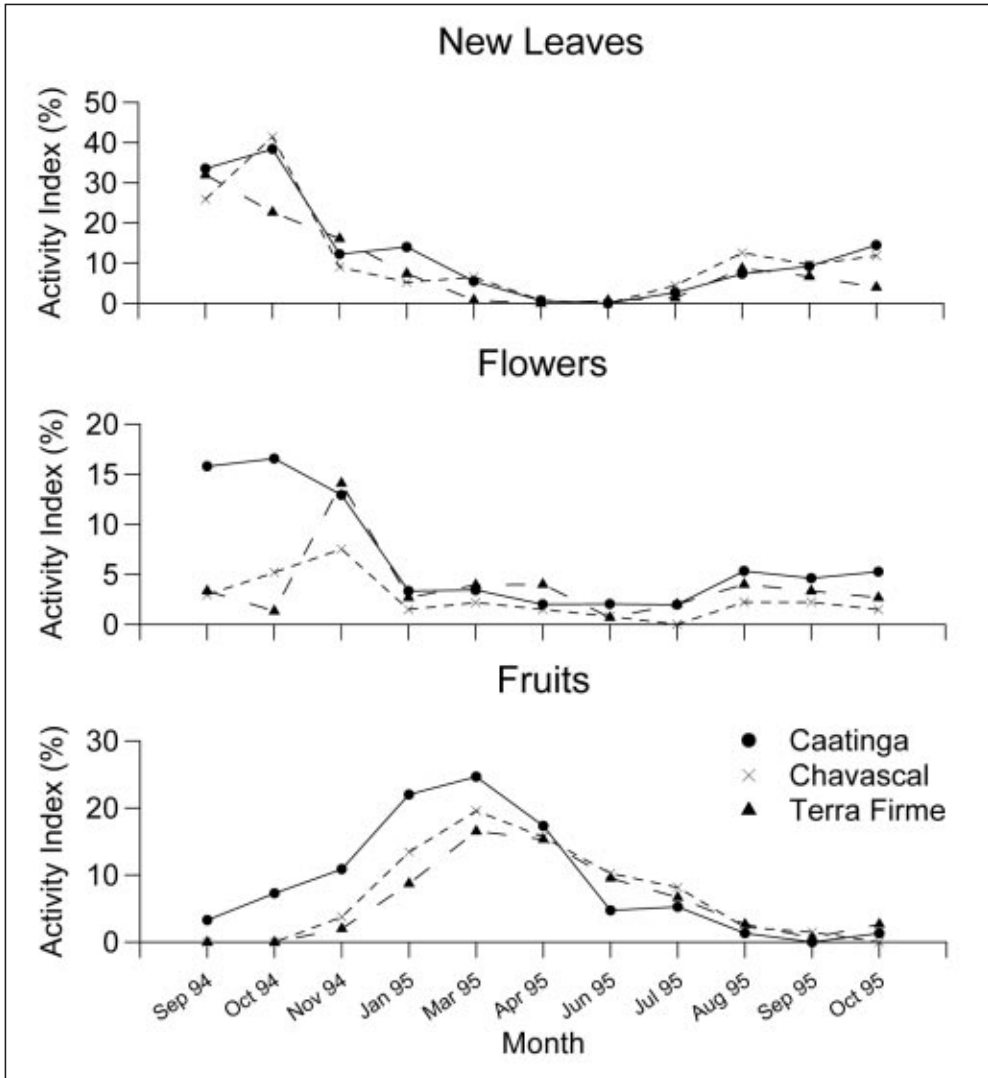 New Leaves
Activity Index (%)
50
40
30
20
10
0
Flowers
Activity Index (%)
20
15
10
5
0
Fruits
Activity Index (%)
30
20
10
0
Caatinga
Chavascal
Terra Firme
Sep 94 Oct 94 Nov 94 Jan 95 Mar 95 Apr 95 Jun 95 Jul 95 Aug 95 Sep 95 Oct 95
Month